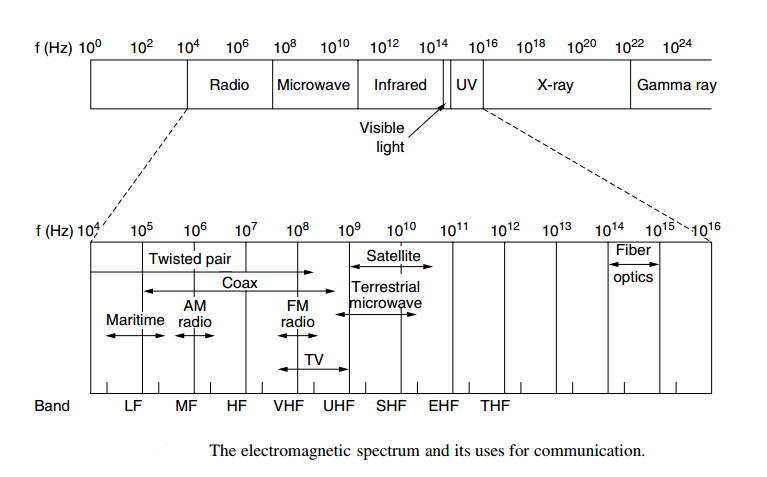 f (Hz) 10⁰ 10² 10⁴ 10⁶ 10⁸ 10¹⁰ 10¹² 10¹⁴ 10¹⁶ 10¹⁸ 10²⁰ 10²² 10²⁴
Radio Microwave Infrared UV X-ray Gamma ray
Visible
light
f (Hz) 10⁴ 10⁵ 10⁶ 10⁷ 10⁸ 10⁹ 10¹⁰ 10¹¹ 10¹² 10¹³ 10¹⁴ 10¹⁵ 10¹⁶
Twisted pair
Coax
Satellite
Fiber
optics
Terrestrial
microwave
Maritime
AM
radio
FM
radio
TV
Band LF MF HF VHF UHF SHF EHF THF
The electromagnetic spectrum and its uses for communication.